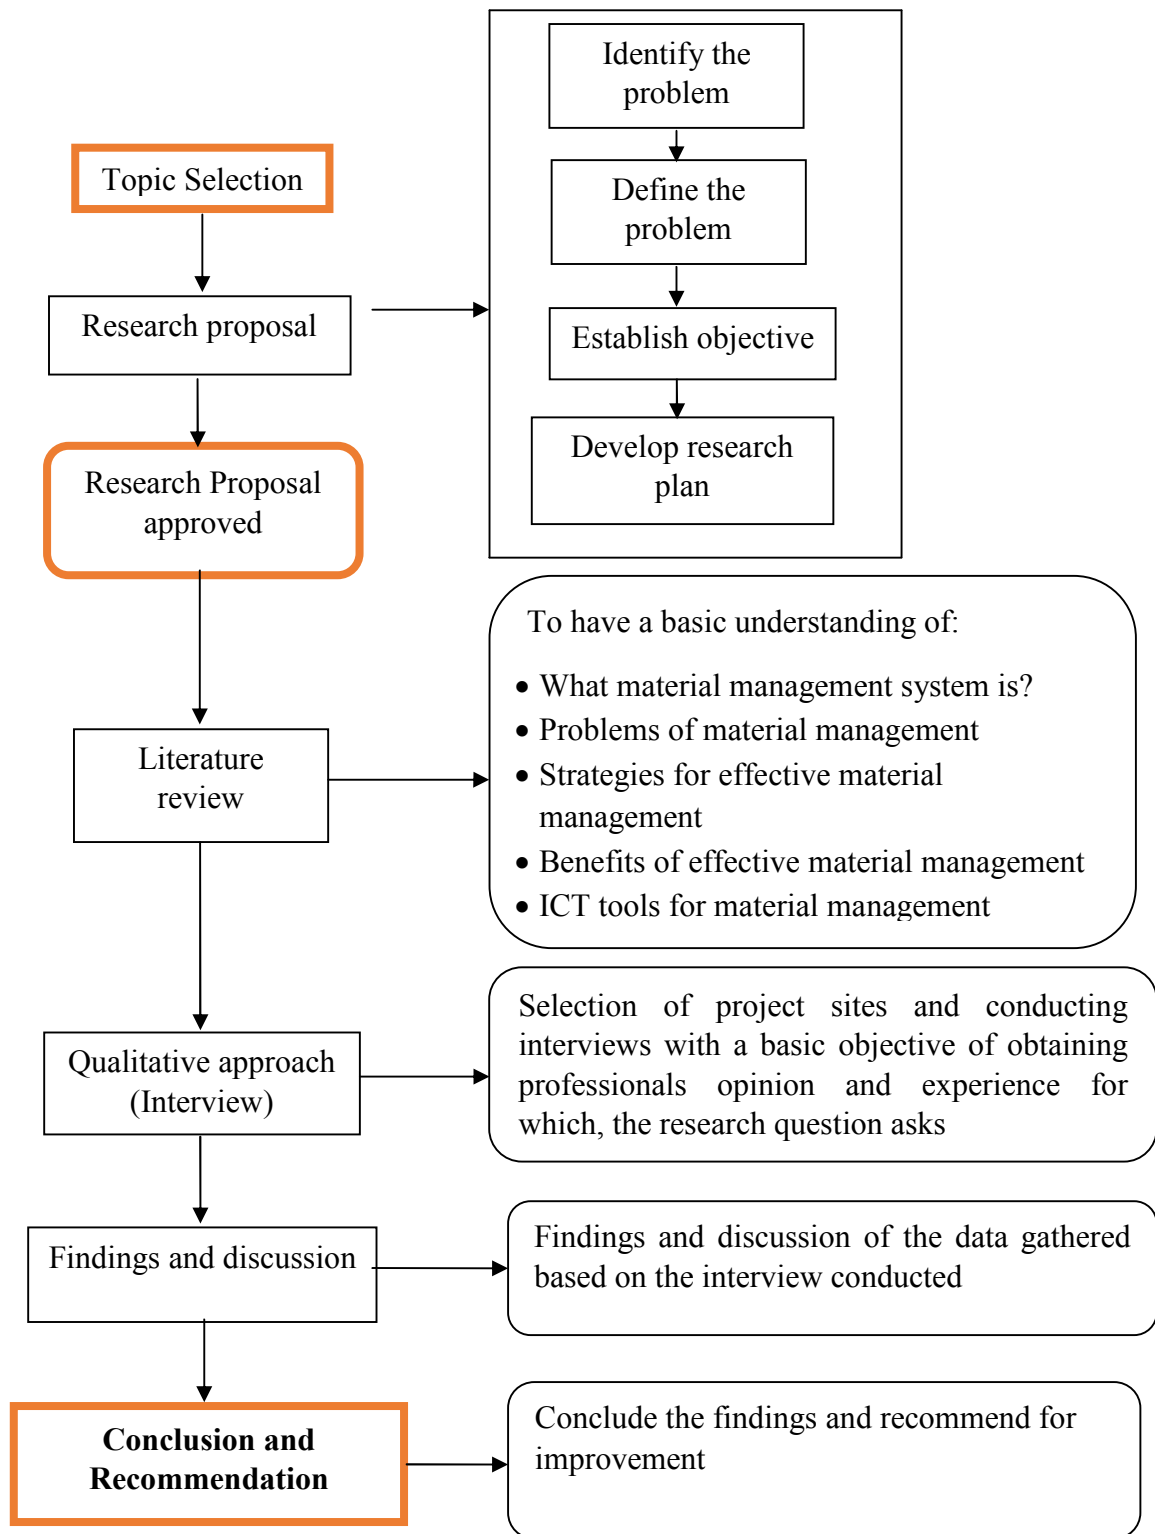 Topic Selection
Research proposal
Identify the
problem
Define the
problem
Establish objective
Develop research
plan
Research Proposal
approved
Literature
review
To have a basic understanding of:
• What material management system is?
• Problems of material management
• Strategies for effective material
management
• Benefits of effective material management
• ICT tools for material management
Qualitative approach
(Interview)
Selection of project sites and conducting
interviews with a basic objective of obtaining
professionals opinion and experience for
which, the research question asks
Findings and discussion
Findings and discussion of the data gathered
based on the interview conducted
Conclusion and
Recommendation
Conclude the findings and recommend for
improvement